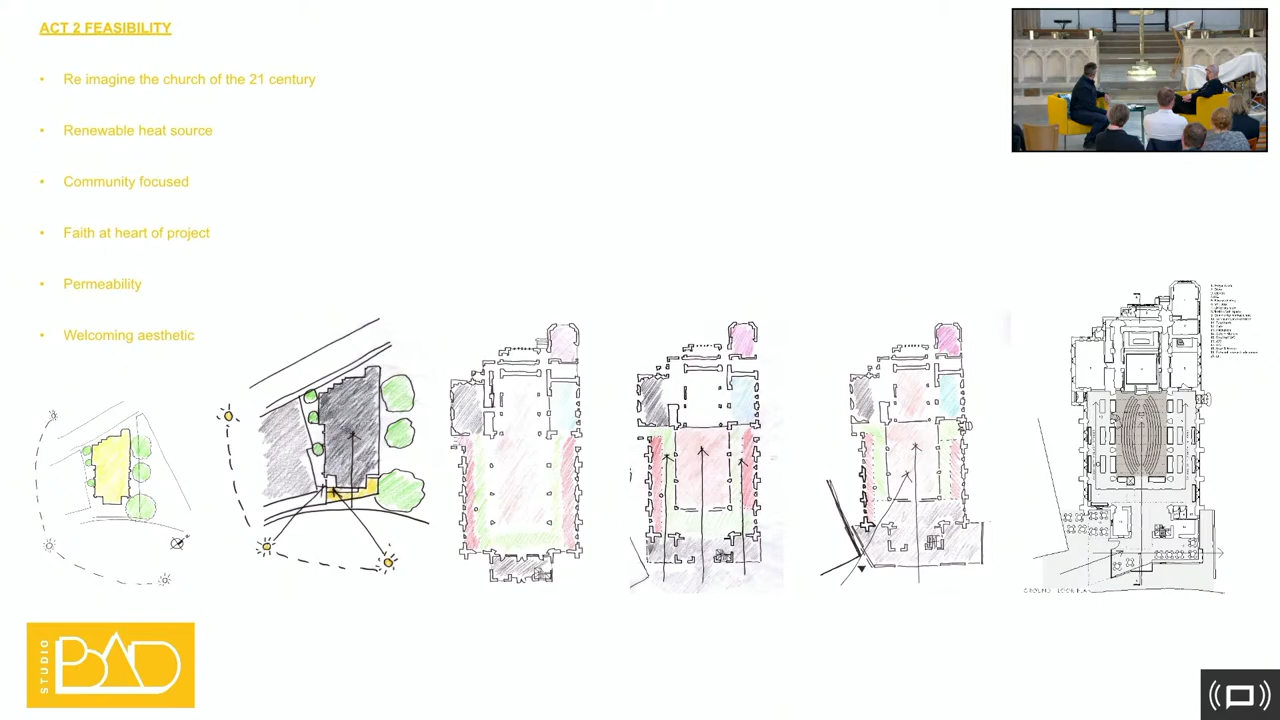 ACT 2 FEASIBILITY
• Re imagine the church of the 21 century
• Renewable heat source
• Community focused
• Faith at heart of project
• Permeability
• Welcoming aesthetic
STUDIO
BAD